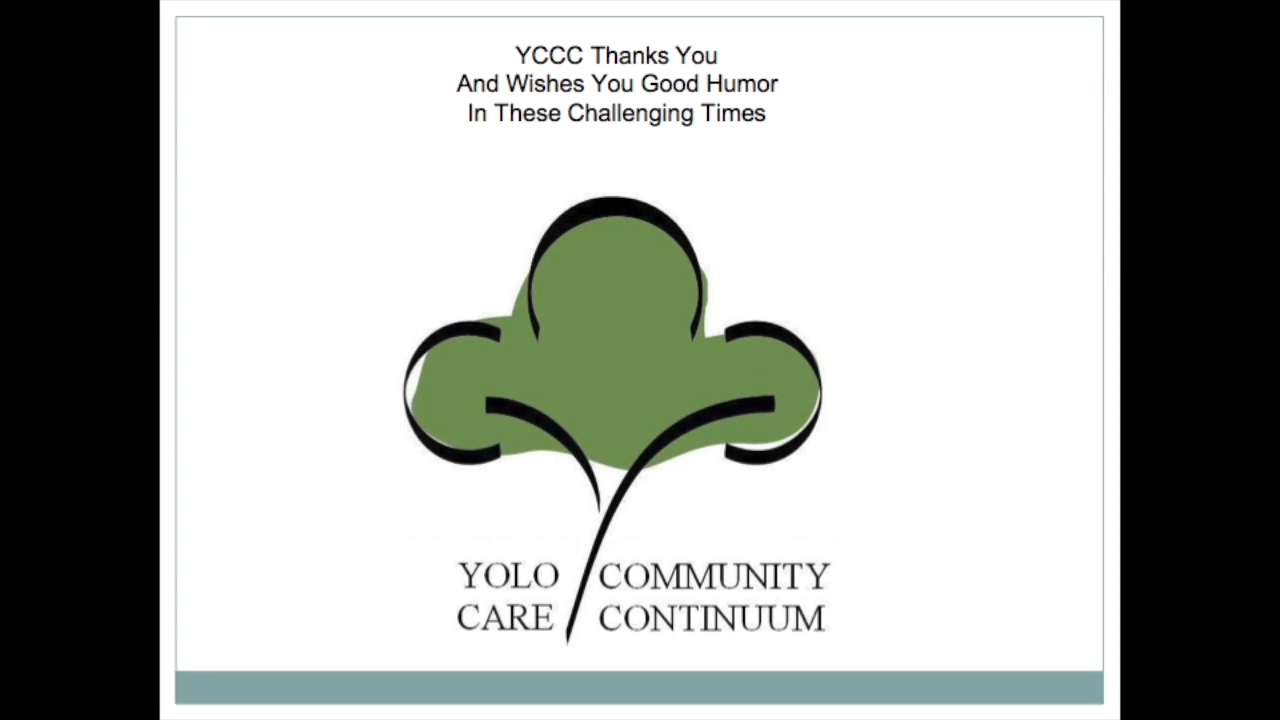 YCCC Thanks You
And Wishes You Good Humor
In These Challenging Times
YOLO COMMUNITY
CARE CONTINUUM